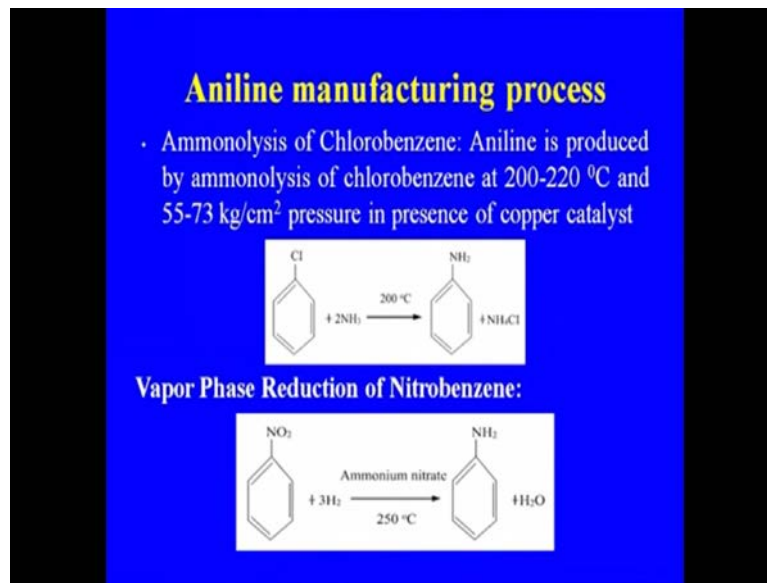 Aniline manufacturing process
· Ammonolysis of Chlorobenzene: Aniline is produced
by ammonolysis of chlorobenzene at 200-220 ⁰C and
55-73 kg/cm² pressure in presence of copper catalyst
Cl NH₂
200 °C
+ 2NH₃ +NH₄Cl
Vapor Phase Reduction of Nitrobenzene:
NO₂ NH₂
Ammonium nitrate
+ 3H₂ +H₂O
250 °C